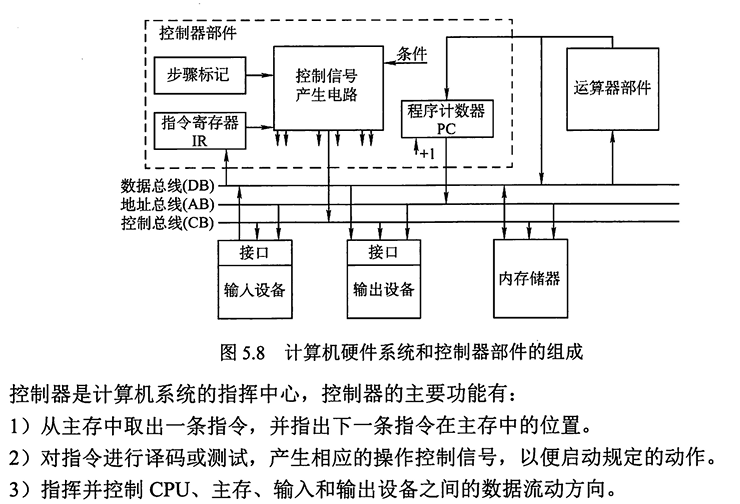 控制器部件
步骤标记
控制信号
产生电路
条件
运算器部件
指令寄存器
IR
程序计数器
PC
+1
数据总线(DB)
地址总线(AB)
控制总线(CB)
接口
接口
输入设备
输出设备
内存储器
图 5.8 计算机硬件系统和控制器部件的组成
控制器是计算机系统的指挥中心，控制器的主要功能有：
1）从主存中取出一条指令，并指出下一条指令在主存中的位置。
2）对指令进行译码或测试，产生相应的操作控制信号，以便启动规定的动作。
3）指挥并控制 CPU、主存、输入和输出设备之间的数据流动方向。